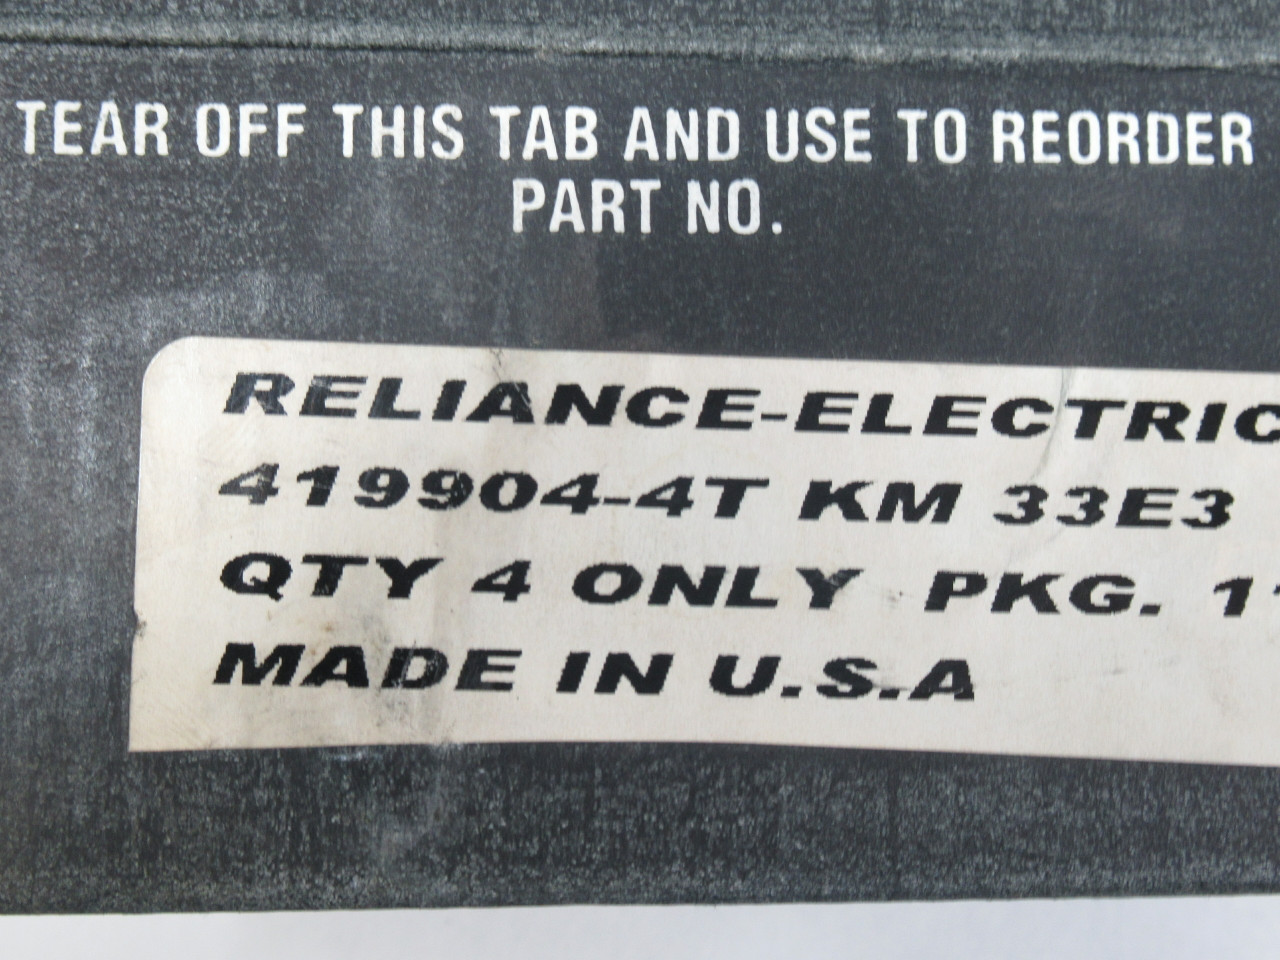 TEAR OFF THIS TAB AND USE TO REORDER
PART NO.
RELIANCE-ELECTRIC
419904-4T KM 33E3
QTY 4 ONLY PKG.
MADE IN U.S.A